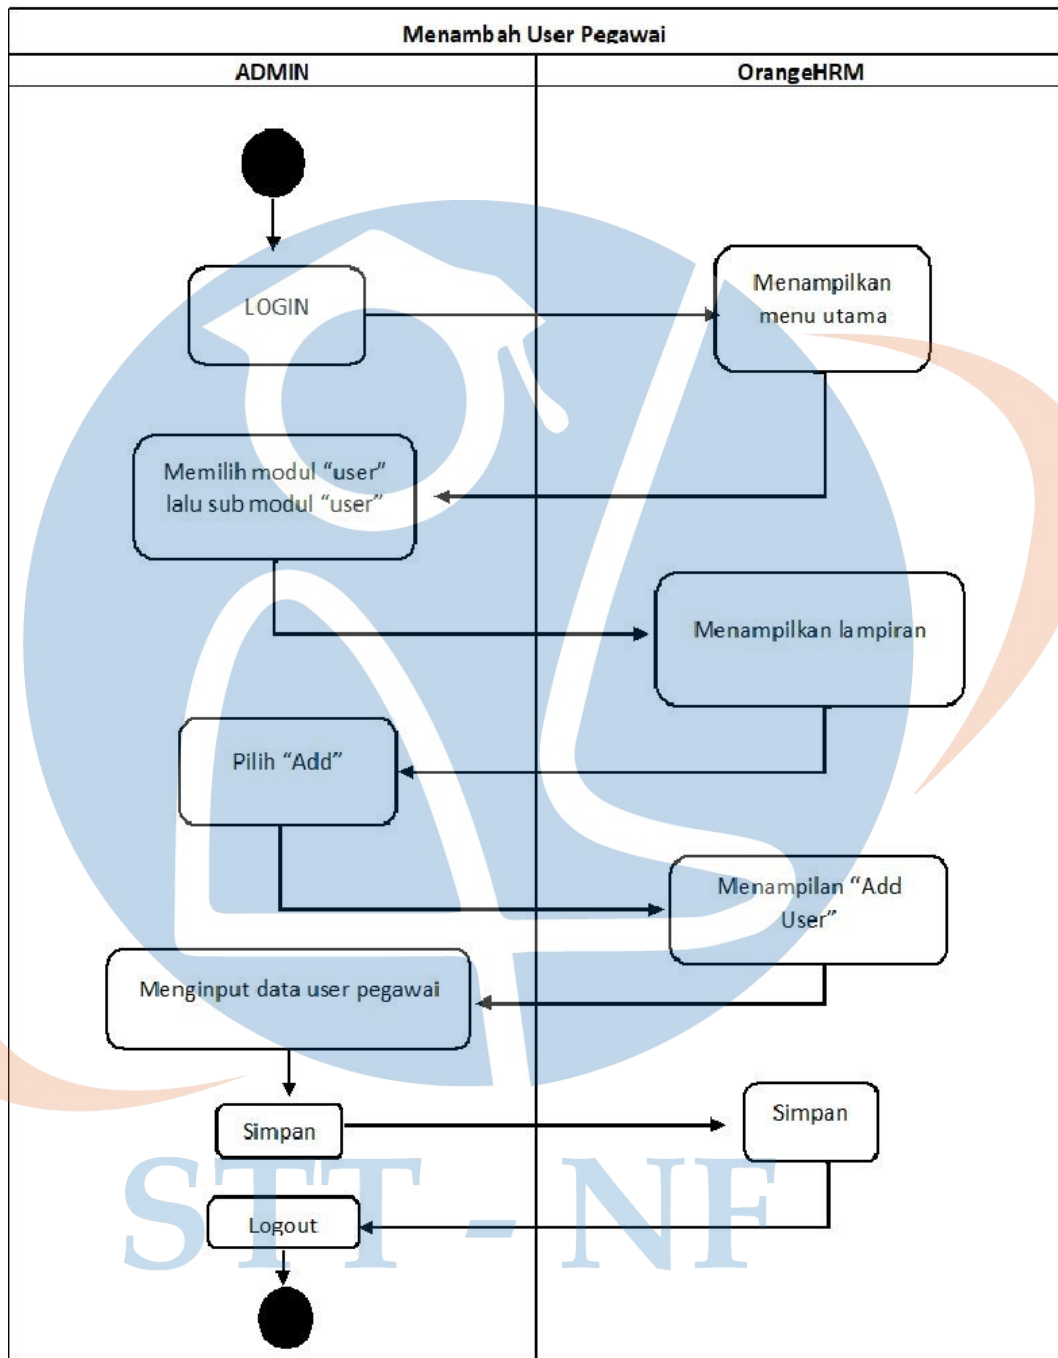 Menambah User Pegawai
ADMIN
OrangeHRM
LOGIN
Menampilkan
menu utama
Memilih modul “user”
lalu sub modul “user”
Menampilkan lampiran
Pilih “Add”
Menampilan “Add
User”
Menginput data user pegawai
Simpan
Simpan
Logout
STT - NF